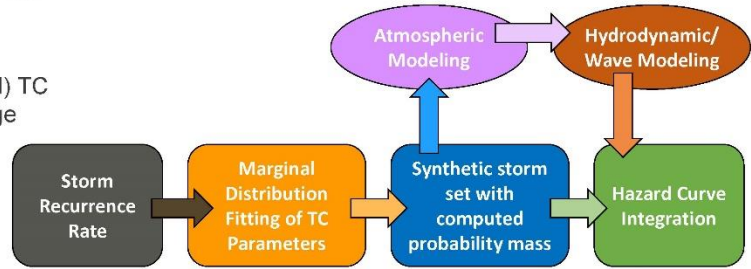 Atmospheric
Modeling
Hydrodynamic/
Wave Modeling
) TC
ge
Storm
Recurrence
Rate
Marginal
Distribution
Fitting of TC
Parameters
Synthetic storm
set with
computed
probability mass
Hazard Curve
Integration